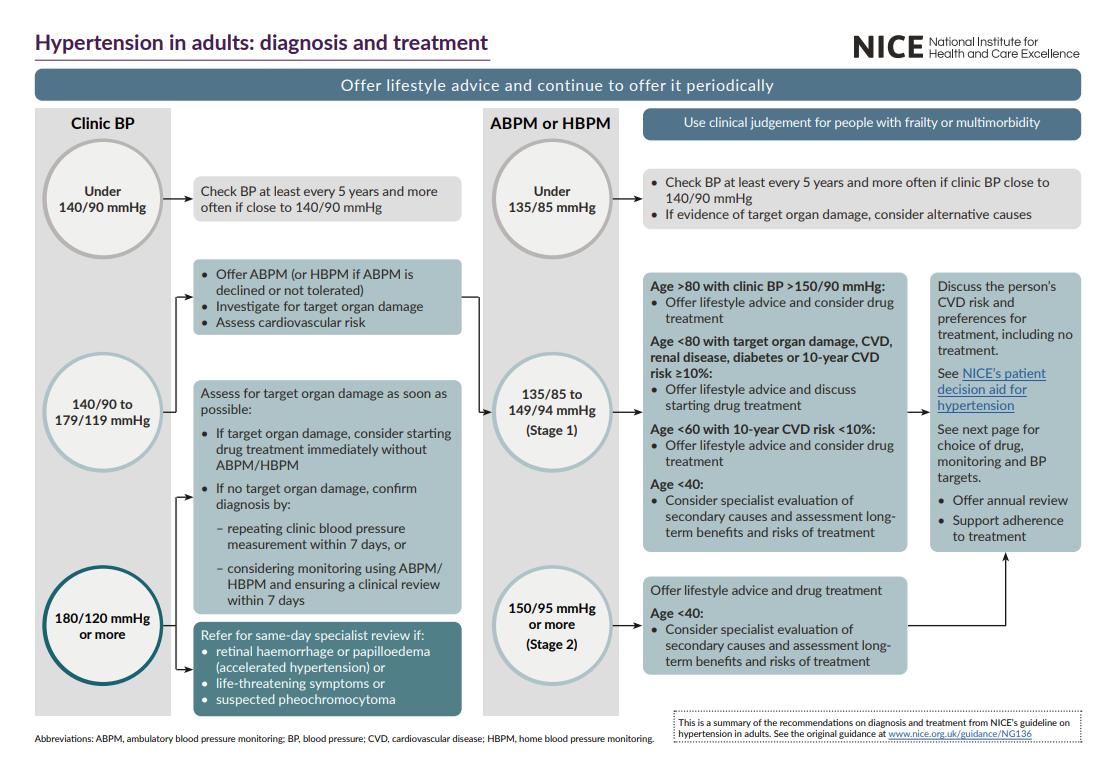 Hypertension in adults: diagnosis and treatment
NICE National Institute for
Health and Care Excellence
Offer lifestyle advice and continue to offer it periodically
Clinic BP
Under
140/90 mmHg
Check BP at least every 5 years and more
often if close to 140/90 mmHg
140/90 to
179/119 mmHg
• Offer ABPM (or HBPM if ABPM is
declined or not tolerated)
• Investigate for target organ damage
• Assess cardiovascular risk
180/120 mmHg
or more
Assess for target organ damage as soon as
possible:
• If target organ damage, consider starting
drug treatment immediately without
ABPM/HBPM
• If no target organ damage, confirm
diagnosis by:
– repeating clinic blood pressure
measurement within 7 days, or
– considering monitoring using ABPM/
HBPM and ensuring a clinical review
within 7 days
Refer for same-day specialist review if:
• retinal haemorrhage or papilloedema
(accelerated hypertension) or
• life-threatening symptoms or
• suspected pheochromocytoma
ABPM or HBPM
Use clinical judgement for people with frailty or multimorbidity
Under
135/85 mmHg
• Check BP at least every 5 years and more often if clinic BP close to
140/90 mmHg
• If evidence of target organ damage, consider alternative causes
135/85 to
149/94 mmHg
(Stage 1)
Age >80 with clinic BP >150/90 mmHg:
• Offer lifestyle advice and consider drug
treatment
Age <80 with target organ damage, CVD,
renal disease, diabetes or 10-year CVD
risk ≥10%:
• Offer lifestyle advice and discuss
starting drug treatment
Age <60 with 10-year CVD risk <10%:
• Offer lifestyle advice and consider drug
treatment
Age <40:
• Consider specialist evaluation of
secondary causes and assessment long-
term benefits and risks of treatment
Discuss the person's
CVD risk and
preferences for
treatment, including no
treatment.
See NICE's patient
decision aid for
hypertension
See next page for
choice of drug,
monitoring and BP
targets.
• Offer annual review
• Support adherence
to treatment
150/95 mmHg
or more
(Stage 2)
Offer lifestyle advice and drug treatment
Age <40:
• Consider specialist evaluation of
secondary causes and assessment long-
term benefits and risks of treatment
Abbreviations: ABPM, ambulatory blood pressure monitoring; BP, blood pressure; CVD, cardiovascular disease; HBPM, home blood pressure monitoring.
This is a summary of the recommendations on diagnosis and treatment from NICE's guideline on
hypertension in adults. See the original guidance at www.nice.org.uk/guidance/NG136